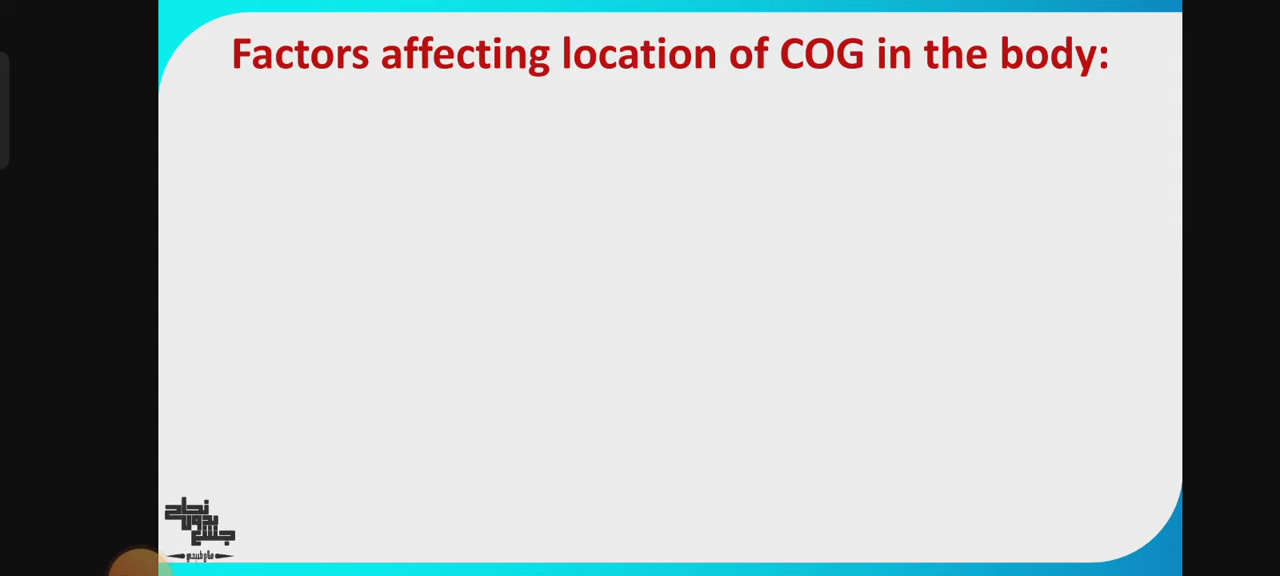 Factors affecting location of COG in the body: